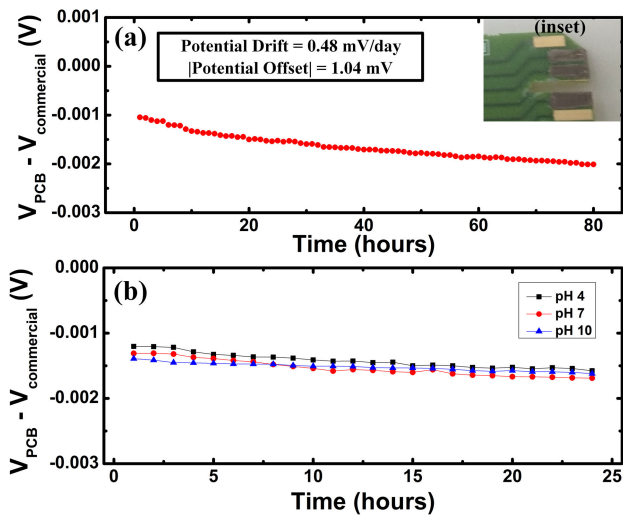 (a)
Potential Drift = 0.48 mV/day
|Potential Offset| = 1.04 mV
(inset)
V_PCB - V_commercial (V)
0.001
0.000
-0.001
-0.002
-0.003
0 20 40 60 80
Time (hours)
(b)
pH 4
pH 7
pH 10
V_PCB - V_commercial (V)
0.000
-0.001
-0.002
-0.003
0 5 10 15 20 25
Time (hours)